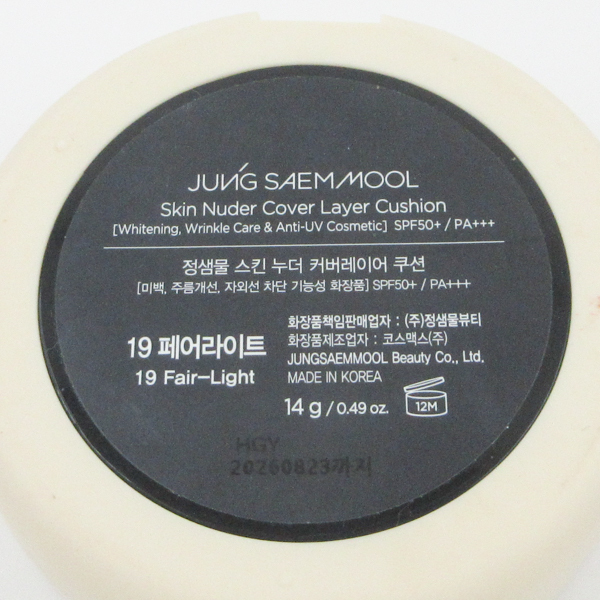 JUNG SAEMMOOL
Skin Nuder Cover Layer Cushion
[Whitening, Wrinkle Care & Anti-UV Cosmetic] SPF50+ / PA+++
정샘물 스킨 누더 커버레이어 쿠션
[미백, 주름개선, 자외선 차단 기능성 화장품] SPF50+ / PA+++
19 페어라이트
19 Fair-Light
화장품책임판매업자 : (주)정샘물뷰티
화장품제조업자 : 코스맥스(주)
JUNGSAEMMOOL Beauty Co., Ltd.
MADE IN KOREA
14 g / 0.49 oz.
12M
HGY
20260823까지